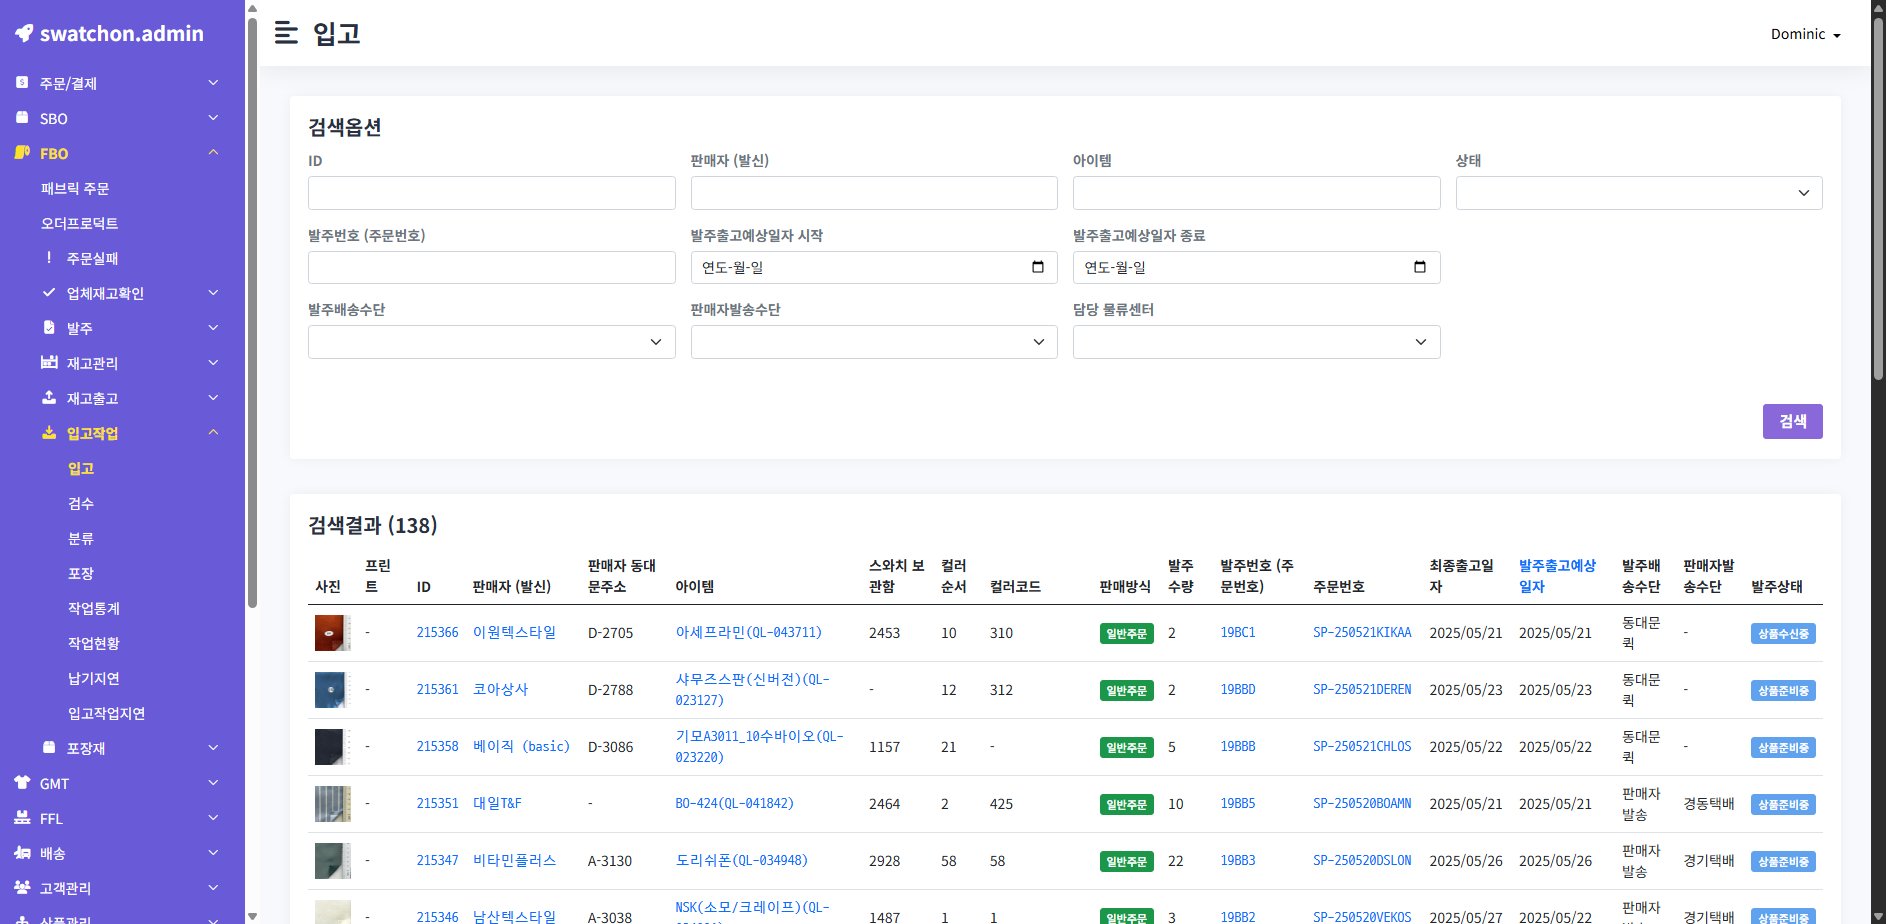 swatchon.admin
주문/결제
SBO
FBO
패브릭 주문
오더프로덕트
주문실패
업체재고확인
발주
재고관리
재고출고
입고작업
입고
검수
분류
포장
작업통계
작업현황
납기지연
입고작업지연
포장재
GMT
FFL
배송
고객관리
상품관리
입고
Dominic
검색옵션
ID
판매자 (발신)
아이템
상태
발주번호 (주문번호)
발주출고예상일자 시작
발주출고예상일자 종료
연도-월-일
연도-월-일
발주배송수단
판매자발송수단
담당 물류센터
검색
검색결과 (138)
사진 프린트 ID 판매자 (발신) 판매자 동대문주소 아이템 스와치 보관함 컬러순서 컬러코드 판매방식 발주수량 발주번호 (주문번호) 주문번호 최종출고일자 발주출고예상일자 발주배송수단 판매자발송수단 발주상태
- 215366 이원텍스타일 D-2705 아세프라민(QL-043711) 2453 10 310 일반주문 2 19BC1 SP-250521KIKAA 2025/05/21 2025/05/21 동대문퀵 - 상품수신중
- 215361 코아상사 D-2788 샤무즈스판(신버전)(QL-023127) - 12 312 일반주문 2 19BBD SP-250521DEREN 2025/05/23 2025/05/23 동대문퀵 - 상품준비중
- 215358 베이직 (basic) D-3086 기모A3011_10수바이오(QL-023220) 1157 21 - 일반주문 5 19BBB SP-250521CHLOS 2025/05/22 2025/05/22 동대문퀵 - 상품준비중
- 215351 대일T&F - BO-424(QL-041842) 2464 2 425 일반주문 10 19BB5 SP-250520BOAMN 2025/05/21 2025/05/21 판매자발송 경동택배 상품준비중
- 215347 비타민플러스 A-3130 도리쉬폰(QL-034948) 2928 58 58 일반주문 22 19BB3 SP-250520DSLON 2025/05/26 2025/05/26 판매자발송 경기택배 상품준비중
- 215346 남산텍스타일 A-3038 NSK(소모/크레이프)(QL- 1487 1 1 일반주문 3 19BB2 SP-250520VEKOS 2025/05/27 2025/05/22 판매자 경기택배 상품준비중